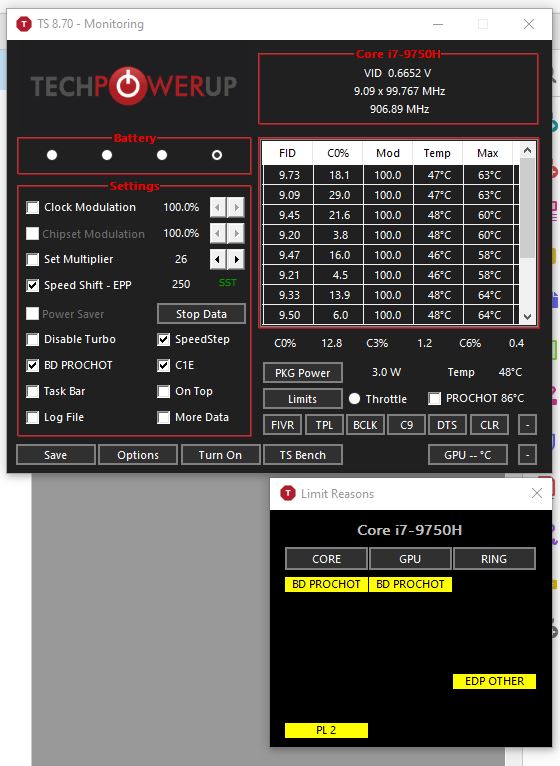 TS 8.70 - Monitoring
TECHPOWERUP
Core i7-9750H
VID 0.6652 V
9.09 x 99.767 MHz
906.89 MHz
Battery
FID C0% Mod Temp Max
9.73 18.1 100.0 47°C 63°C
9.09 29.0 100.0 47°C 63°C
9.45 21.6 100.0 48°C 60°C
9.20 3.8 100.0 48°C 60°C
9.47 16.0 100.0 46°C 58°C
9.21 4.5 100.0 46°C 58°C
9.33 13.9 100.0 48°C 64°C
9.50 6.0 100.0 48°C 64°C
Settings
Clock Modulation 100.0%
Chipset Modulation 100.0%
Set Multiplier 26
Speed Shift - EPP 250 SST
Power Saver Stop Data
Disable Turbo SpeedStep
BD PROCHOT C1E
Task Bar On Top
Log File More Data
C0% 12.8 C3% 1.2 C6% 0.4
PKG Power 3.0 W Temp 48°C
Limits Throttle PROCHOT 86°C
FIVR TPL BCLK C9 DTS CLR -
Save Options Turn On TS Bench GPU -- °C -
Limit Reasons
Core i7-9750H
CORE GPU RING
BD PROCHOT BD PROCHOT
EDP OTHER
PL 2